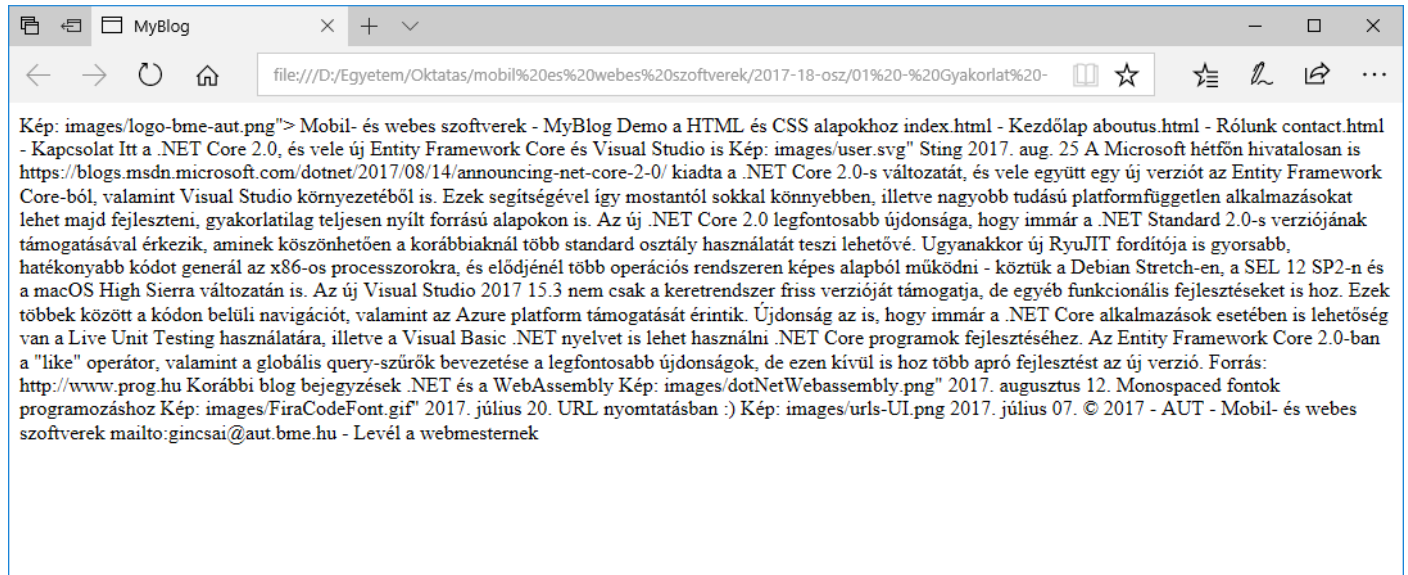 MyBlog
file:///D:/Egyetem/Oktatas/mobil%20es%20webes%20szoftverek/2017-18-osz/01%20-%20Gyakorlat%20-
Kép: images/logo-bme-aut.png"> Mobil- és webes szoftverek - MyBlog Demo a HTML és CSS alapokhoz index.html - Kezdőlap aboutus.html - Rólunk contact.html
- Kapcsolat Itt a .NET Core 2.0, és vele új Entity Framework Core és Visual Studio is Kép: images/user.svg" Sting 2017. aug. 25 A Microsoft hétfőn hivatalosan is
https://blogs.msdn.microsoft.com/dotnet/2017/08/14/announcing-net-core-2-0/ kiadta a .NET Core 2.0-s változatát, és vele együtt egy új verziót az Entity Framework
Core-ból, valamint Visual Studio környezetéből is. Ezek segítségével így mostantól sokkal könnyebben, illetve nagyobb tudású platformfüggetlen alkalmazásokat
lehet majd fejleszteni, gyakorlatilag teljesen nyílt forrású alapokon is. Az új .NET Core 2.0 legfontosabb újdonsága, hogy immár a .NET Standard 2.0-s verziójának
támogatásával érkezik, aminek köszönhetően a korábbiaknál több standard osztály használatát teszi lehetővé. Ugyanakkor új RyuJIT fordítója is gyorsabb,
hatékonyabb kódot generál az x86-os processzorokra, és elődjénél több operációs rendszeren képes alapból működni - köztük a Debian Stretch-en, a SEL 12 SP2-n és
a macOS High Sierra változatán is. Az új Visual Studio 2017 15.3 nem csak a keretrendszer friss verzióját támogatja, de egyéb funkcionális fejlesztéseket is hoz. Ezek
többek között a kódon belüli navigációt, valamint az Azure platform támogatását érintik. Újdonság az is, hogy immár a .NET Core alkalmazások esetében is lehetőség
van a Live Unit Testing használatára, illetve a Visual Basic .NET nyelvet is lehet használni .NET Core programok fejlesztéséhez. Az Entity Framework Core 2.0-ban
a "like" operátor, valamint a globális query-szűrők bevezetése a legfontosabb újdonságok, de ezen kívül is hoz több apró fejlesztést az új verzió. Forrás:
http://www.prog.hu Korábbi blog bejegyzések .NET és a WebAssembly Kép: images/dotNetWebassembly.png" 2017. augusztus 12. Monospaced fontok
programozáshoz Kép: images/FiraCodeFont.gif" 2017. július 20. URL nyomtatásban :) Kép: images/urls-UI.png 2017. július 07. © 2017 - AUT - Mobil- és webes
szoftverek mailto:gincsai@aut.bme.hu - Levél a webmesternek